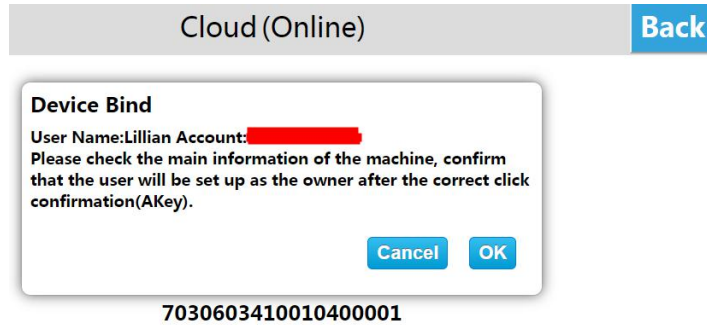 Cloud (Online)
Back
Device Bind
User Name:Lillian Account:
Please check the main information of the machine, confirm
that the user will be set up as the owner after the correct click
confirmation(AKey).
Cancel
OK
7030603410010400001